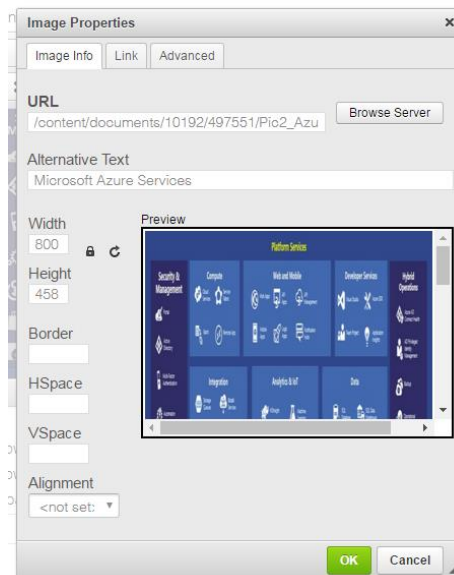 Image Properties
Image Info
Link
Advanced
URL
/content/documents/10192/497551/Pic2_Azu
Browse Server
Alternative Text
Microsoft Azure Services
Width
800
Height
458
Border
HSpace
VSpace
Alignment
<not set:
Preview
Platform Services
Security & Management
Compute
Web and Mobile
Developer Services
Hybrid Operations
Integration
Analytics & IoT
Data
OK
Cancel